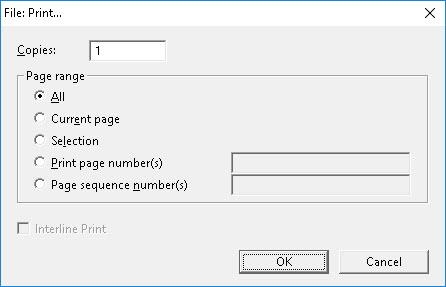 File: Print...
Copies: 1
Page range
All
Current page
Selection
Print page number(s)
Page sequence number(s)
Interline Print
OK Cancel